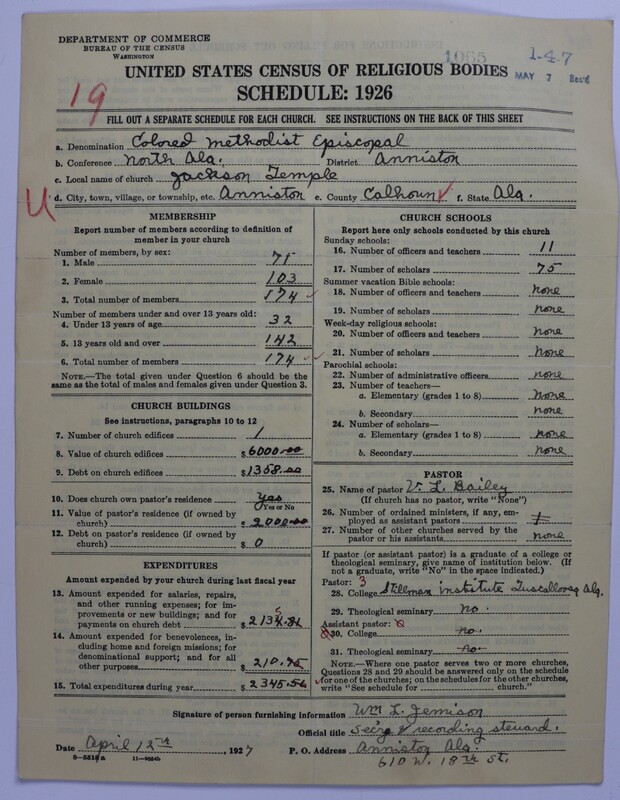 DEPARTMENT OF COMMERCE
BUREAU OF THE CENSUS
WASHINGTON
1065
1-4-7
MAY 7
19
UNITED STATES CENSUS OF RELIGIOUS BODIES
SCHEDULE: 1926
FILL OUT A SEPARATE SCHEDULE FOR EACH CHURCH. SEE INSTRUCTIONS ON THE BACK OF THIS SHEET
a. Denomination Colored Methodist Episcopal
b. Conference North Ala. District Anniston
c. Local name of church Jackson Temple
U d. City, town, village, or township, etc. Anniston e. County Calhoun f. State Ala.
MEMBERSHIP
Report number of members according to definition of
member in your church
Number of members, by sex:
1. Male 71
2. Female 103
3. Total number of members 174
Number of members under and over 13 years old:
4. Under 13 years of age 32
5. 13 years old and over 142
6. Total number of members 174
NOTE.—The total given under Question 6 should be
the same as the total of males and females given under Question 3.
CHURCH BUILDINGS
See instructions, paragraphs 10 to 12
7. Number of church edifices 1
8. Value of church edifices $ 6000.00
9. Debt on church edifices $ 1358.00
10. Does church own pastor's residence Yes
Yes or No
11. Value of pastor's residence (if owned by
church) $ 2000.00
12. Debt on pastor's residence (if owned by
church) $ 0
EXPENDITURES
Amount expended by your church during last fiscal year
13. Amount expended for salaries, repairs,
and other running expenses; for im-
provements or new buildings; and for
payments on church debt $
14. Amount expended for benevolences, in-
cluding home and foreign missions; for
denominational support; and for all
other purposes $
15. Total expenditures during year $
CHURCH SCHOOLS
Report here only schools conducted by this church
Sunday schools:
16. Number of officers and teachers 11
17. Number of scholars 75
Summer vacation Bible schools:
18. Number of officers and teachers none
19. Number of scholars none
Week-day religious schools:
20. Number of officers and teachers none
21. Number of scholars none
Parochial schools:
22. Number of administrative officers none
23. Number of teachers—
a. Elementary (grades 1 to 8) none
b. Secondary none
24. Number of scholars—
a. Elementary (grades 1 to 8) none
b. Secondary none
PASTOR
25. Name of pastor V. L. Bailey
(If church has no pastor, write "None")
26. Number of ordained ministers, if any, em-
ployed as assistant pastors
27. Number of other churches served by the
pastor or his assistants none
If pastor (or assistant pastor) is a graduate of a college or
theological seminary, give name of institution below. (If
not a graduate, write "No" in the space indicated.)
Pastor: 3
28. College Stillman institute Tuscaloosa Ala.
29. Theological seminary no.
Assistant pastor:
30. College no.
31. Theological seminary no.
NOTE.—Where one pastor serves two or more churches,
Questions 28 and 29 should be answered only on the schedule
for one of the churches; on the schedules for the other churches,
write "See schedule for church."
Signature of person furnishing information Wm L. Jemison
Official title Sec'ry & recording steward.
Date April 12th, 1927 P. O. Address Anniston Ala.
610 W. 18th St.